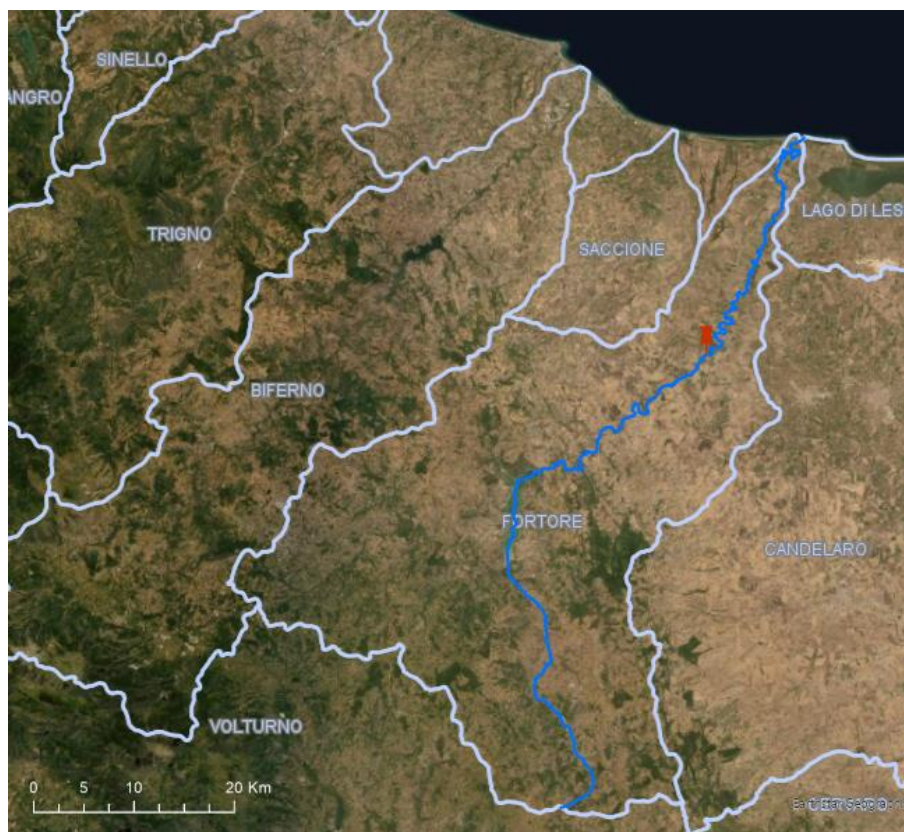 SINELLO
ANGRO
TRIGNO
LAGO DI LES
SACCIONE
BIFERNO
FORTORE
CANDELARO
VOLTURNO
0 5 10 20 Km